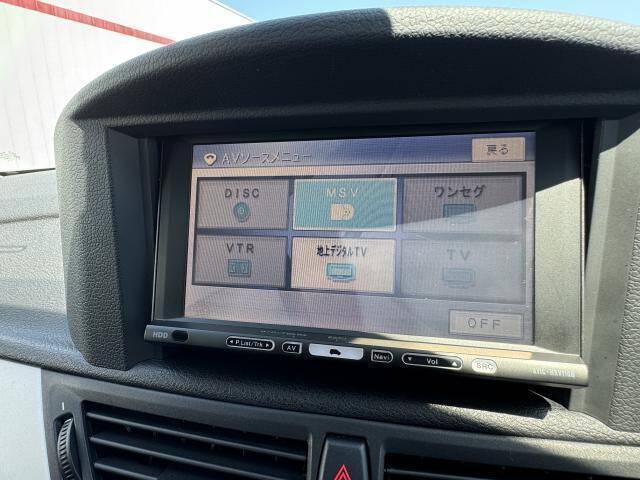 AVソースメニュー
戻る
DISC
MSV
ワンセグ
VTR
地上デジタルTV
TV
OFF
HDD
P.List/Trk
AV
Navi
Vol
SRC